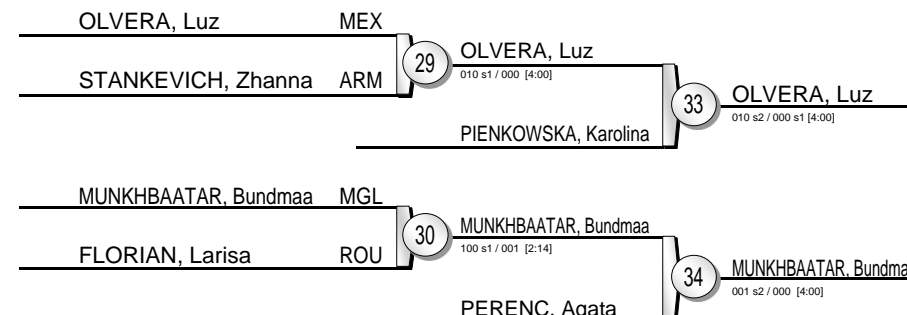 OLVERA, Luz MEX
STANKEVICH, Zhanna ARM
29
OLVERA, Luz
010 s1 / 000 [4:00]
PIENKOWSKA, Karolina
33
OLVERA, Luz
010 s2 / 000 s1 [4:00]
MUNKHBAATAR, Bundmaa MGL
FLORIAN, Larisa ROU
30
MUNKHBAATAR, Bundmaa
100 s1 / 001 [2:14]
PERENC, Agata
34
MUNKHBAATAR, Bundma
001 s2 / 000 [4:00]